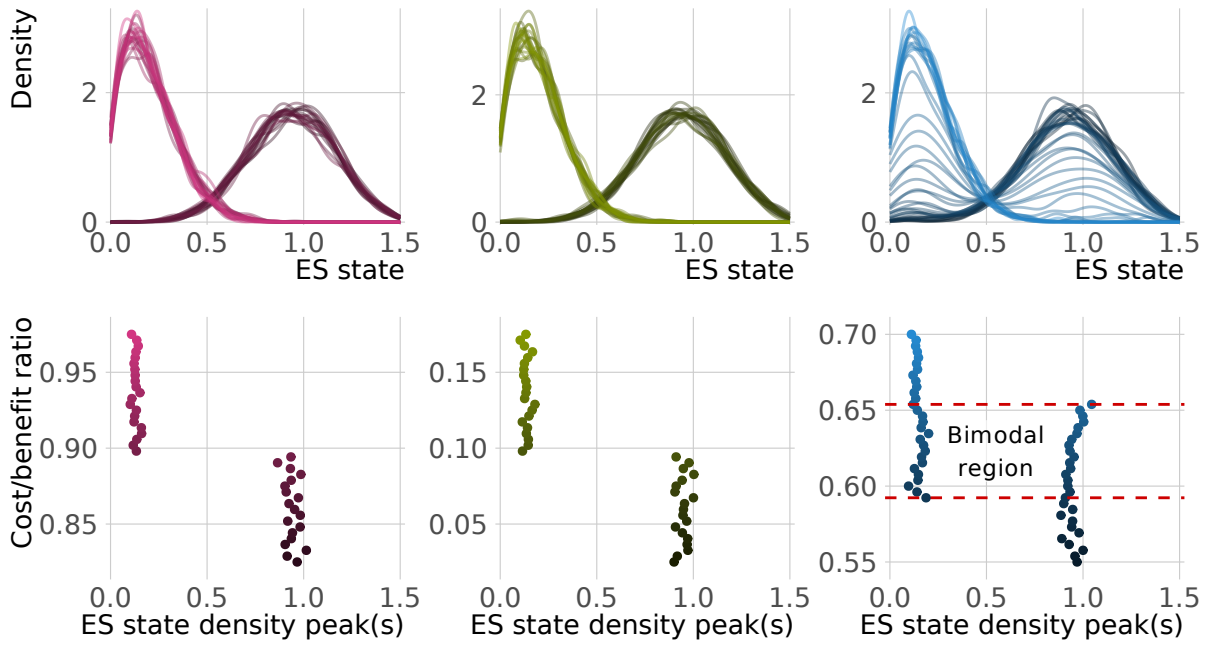 Density
2
0
0.0 0.5 1.0 1.5
ES state
2
0
0.0 0.5 1.0 1.5
ES state
2
0
0.0 0.5 1.0 1.5
ES state
Cost/benefit ratio
0.95
0.90
0.85
0.0 0.5 1.0 1.5
ES state density peak(s)
0.15
0.10
0.05
0.0 0.5 1.0 1.5
ES state density peak(s)
0.70
0.65
0.60
0.55
Bimodal
region
0.0 0.5 1.0 1.5
ES state density peak(s)